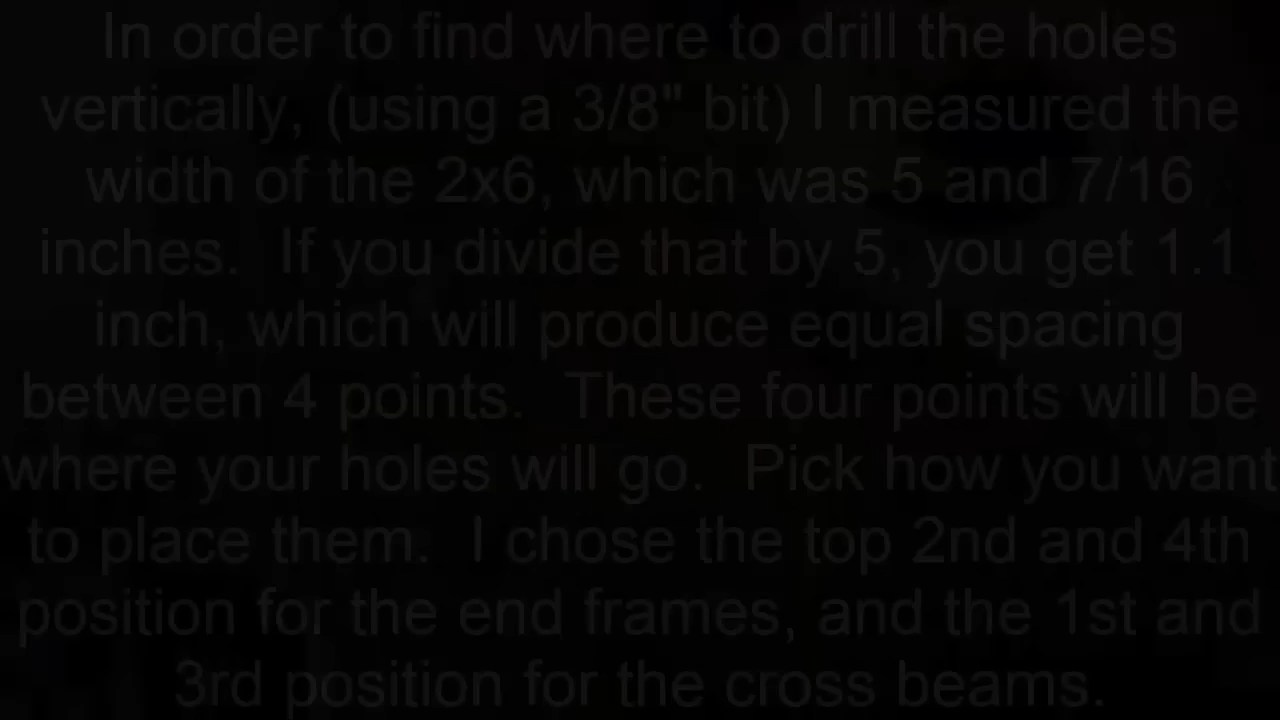 In order to find where to drill the holes
vertically, (using a 3/8" bit) I measured the
width of the 2x6, which was 5 and 7/16
inches.  If you divide that by 5, you get 1.1
inch, which will produce equal spacing
between 4 points.  These four points will be
where your holes will go.  Pick how you want
to place them.  I chose the top 2nd and 4th
position for the end frames, and the 1st and
3rd position for the cross beams.